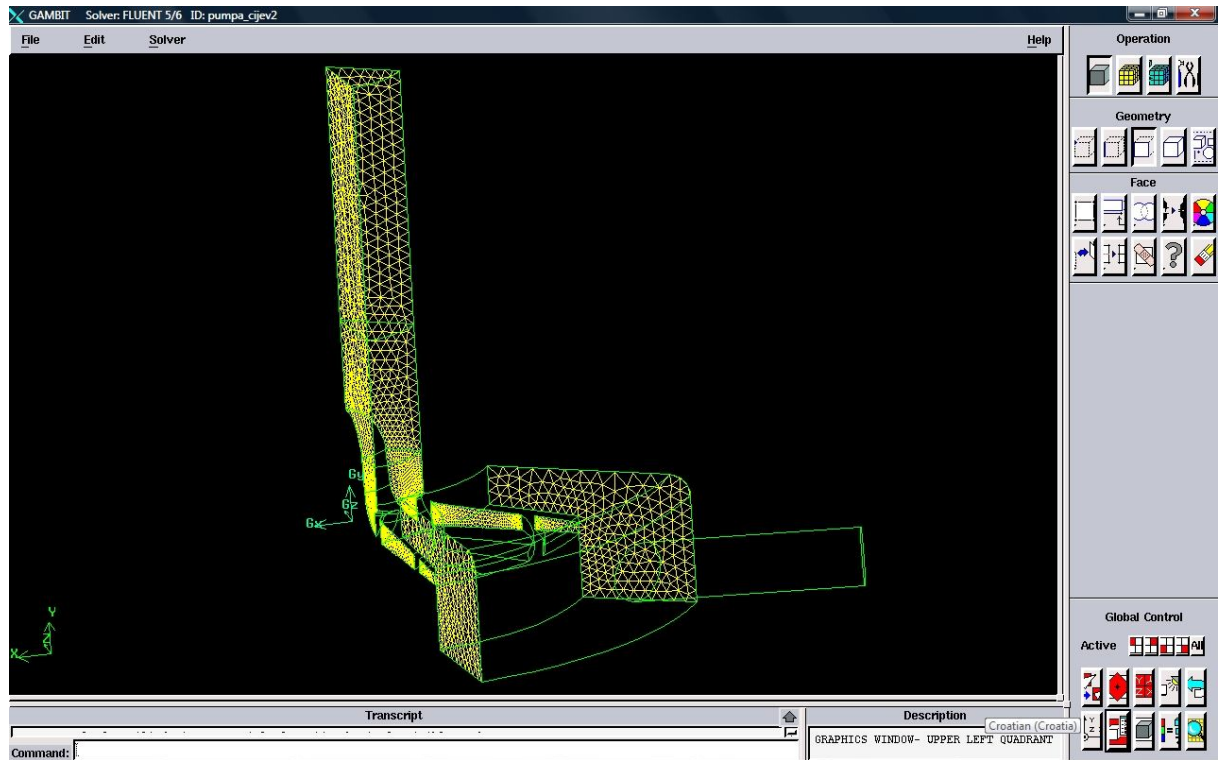 GAMBIT Solver: FLUENT 5/6 ID: pumpa_cijev2
File Edit Solver Help
Operation
Geometry
Face
Gy
Gz
Gx
Y
Z
X
Global Control
Active All
Transcript
Description
Croatian (Croatia)
Command:
GRAPHICS WINDOW- UPPER LEFT QUADRANT